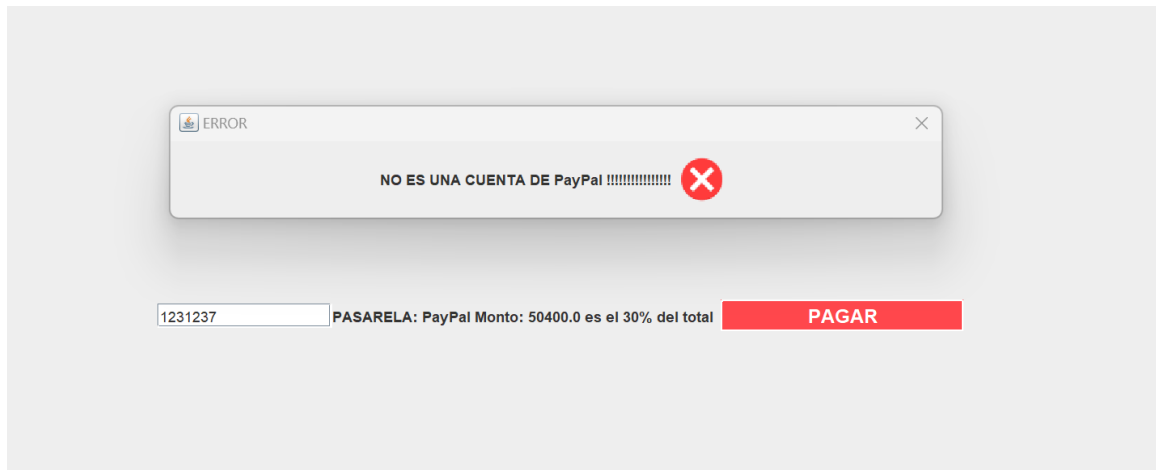 ERROR
NO ES UNA CUENTA DE PayPal !!!!!!!!!!!!!!!!
1231237 PASARELA: PayPal Monto: 50400.0 es el 30% del total PAGAR